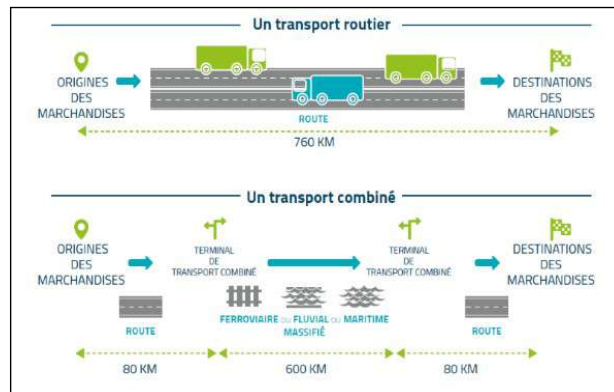 Un transport routier
ORIGINES
DES
MARCHANDISES
DESTINATIONS
DES
MARCHANDISES
ROUTE
760 KM
Un transport combiné
ORIGINES
DES
MARCHANDISES
TERMINAL
DE
TRANSPORT COMBINÉ
TERMINAL
DE
TRANSPORT COMBINÉ
DESTINATIONS
DES
MARCHANDISES
ROUTE
FERROVIAIRE OU FLUVIAL OU MARITIME
MASSIFIÉ
ROUTE
80 KM
600 KM
80 KM